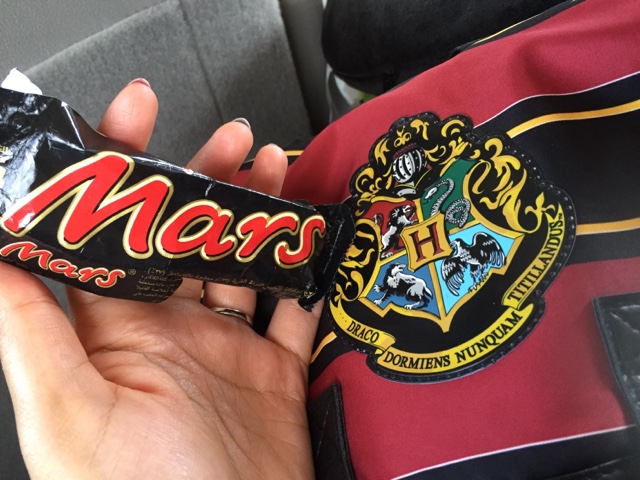 Mars
Mars®
H
DRACO
DORMIENS NUNQUAM
TITILLANDUS